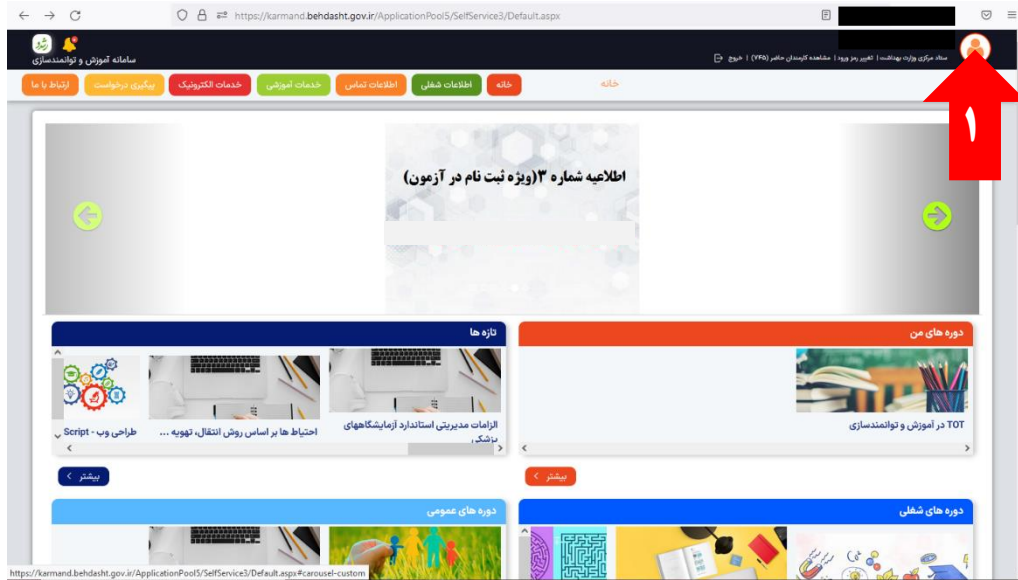 https://karmand.behdasht.gov.ir/ApplicationPool5/SelfService3/Default.aspx
سامانه آموزش و توانمندسازی
ستاد مرکزی وزارت بهداشت | تغییر رمز ورود | مشاهده کارمندان حاضر (۷۴۵) | خروج
خانه
خانه
اطلاعات شغلی
اطلاعات تماس
خدمات آموزشی
خدمات الکترونیک
پیگیری درخواست
ارتباط با ما
۱
اطلاعیه شماره ۳(ویژه ثبت نام در آزمون)
دوره های من
TOT در آموزش و توانمندسازی
بیشتر
تازه ها
الزامات مدیریتی استاندارد آزمایشگاههای
پزشکی
احتیاط ها بر اساس روش انتقال، تهویه ...
طراحی وب - Script
بیشتر
دوره های شغلی
دوره های عمومی
https://karmand.behdasht.gov.ir/ApplicationPool5/SelfService3/Default.aspx#carousel-custom